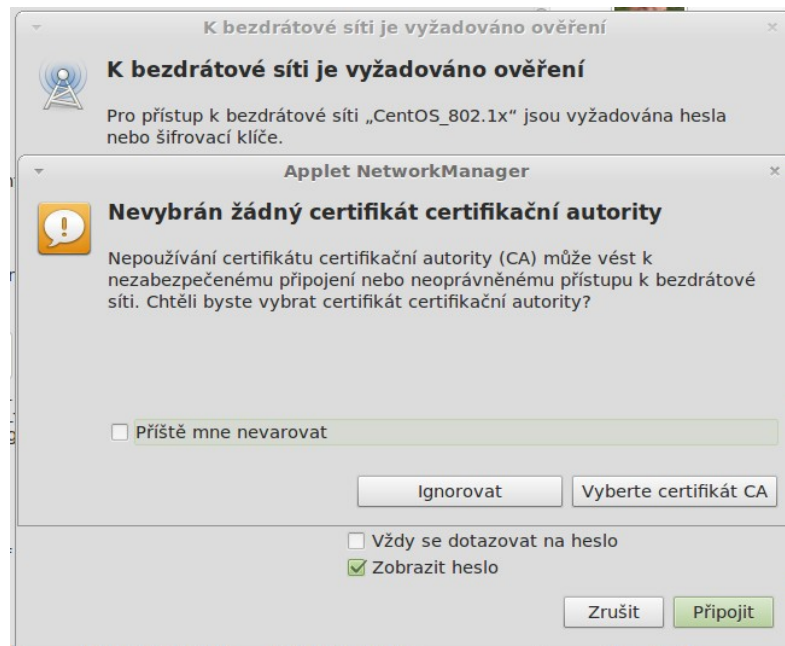 K bezdrátové síti je vyžadováno ověření
K bezdrátové síti je vyžadováno ověření
Pro přístup k bezdrátové síti „CentOS_802.1x“ jsou vyžadována hesla
nebo šifrovací klíče.
Applet NetworkManager
Nevybrán žádný certifikát certifikační autority
Nepoužívání certifikátu certifikační autority (CA) může vést k
nezabezpečenému připojení nebo neoprávněnému přístupu k bezdrátové
síti. Chtěli byste vybrat certifikát certifikační autority?
Příště mne nevarovat
Ignorovat
Vyberte certifikát CA
Vždy se dotazovat na heslo
Zobrazit heslo
Zrušit
Připojit